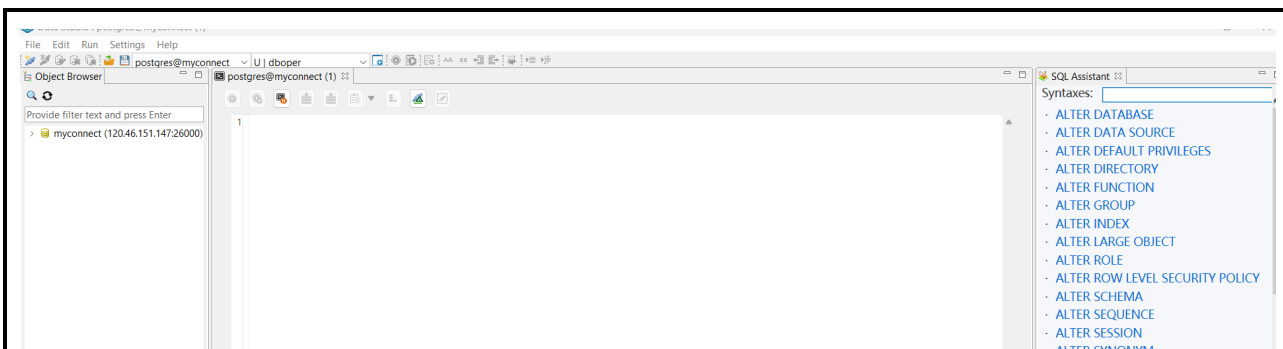 File Edit Run Settings Help
postgres@myconnect U | dboper
Object Browser
postgres@myconnect (1)
SQL Assistant
Syntaxes:
Provide filter text and press Enter
1
myconnect (120.46.151.147:26000)
· ALTER DATABASE
· ALTER DATA SOURCE
· ALTER DEFAULT PRIVILEGES
· ALTER DIRECTORY
· ALTER FUNCTION
· ALTER GROUP
· ALTER INDEX
· ALTER LARGE OBJECT
· ALTER ROLE
· ALTER ROW LEVEL SECURITY POLICY
· ALTER SCHEMA
· ALTER SEQUENCE
· ALTER SESSION
· ALTER SYNONYM